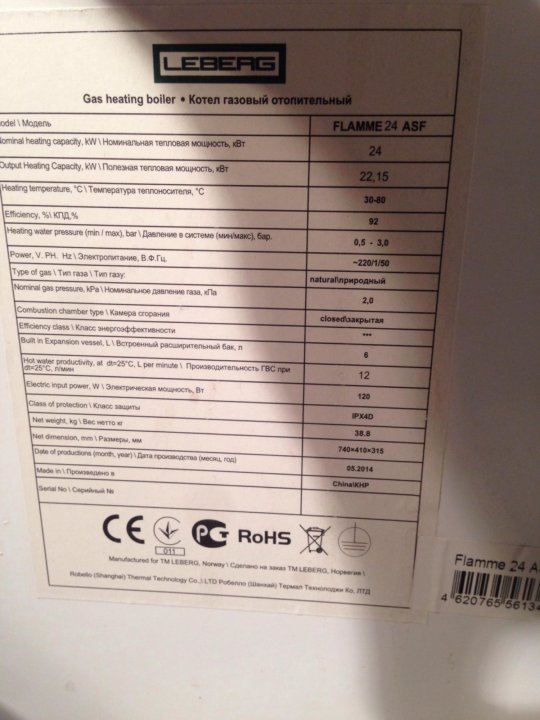 LEBERG
Gas heating boiler • Котел газовый отопительный
odel \ Модель FLAMME 24 ASF
ominal heating capacity, kW \ Номинальная тепловая мощность, кВт 24
Output Heating Capacity, kW \ Полезная тепловая мощность, кВт 22,15
Heating temperature, °C \ Температура теплоносителя, °C 30-80
Efficiency, %\ КПД,% 92
Heating water pressure (min / max), bar \ Давление в системе (мин/макс), бар. 0,5 - 3,0
Power, V. PH. Hz \ Электропитание, В.Ф.Гц. ~220/1/50
Type of gas \ Тип газа \ Тип газу: natural\природный
Nominal gas pressure, kPa \ Номинальное давление газа, кПа 2,0
Combustion chamber type \ Камера сгорания closed\закрытая
Efficiency class \ Класс энергоэффективности ***
Built in Expansion vessel, L \ Встроенный расширительный бак, л 6
Hot water productivity, at dt=25°C, L per minute \ Производительность ГВС при
dt=25°C, л/мин 12
Electric input power, W \ Электрическая мощность, Вт 120
Class of protection \ Класс защиты IPX4D
Net weight, kg \ Вес нетто кг 38.8
Net dimension, mm \ Размеры, мм 740×410×315
Date of productions (month, year) \ Дата производства (месяц, год) 05.2014
Made in \ Произведено в China\КНР
Serial No \ Серийный №
CE 011 РСТ RoHS
Manufactured for TM LEBERG, Norway \ Сделано на заказ ТМ LEBERG, Норвегия \
Robello (Shanghai) Thermal Technology Co., \ LTD Робелло (Шанхай) Термал Технолоджи Ко, ЛТД
Flamme 24 A
4 620765 56134